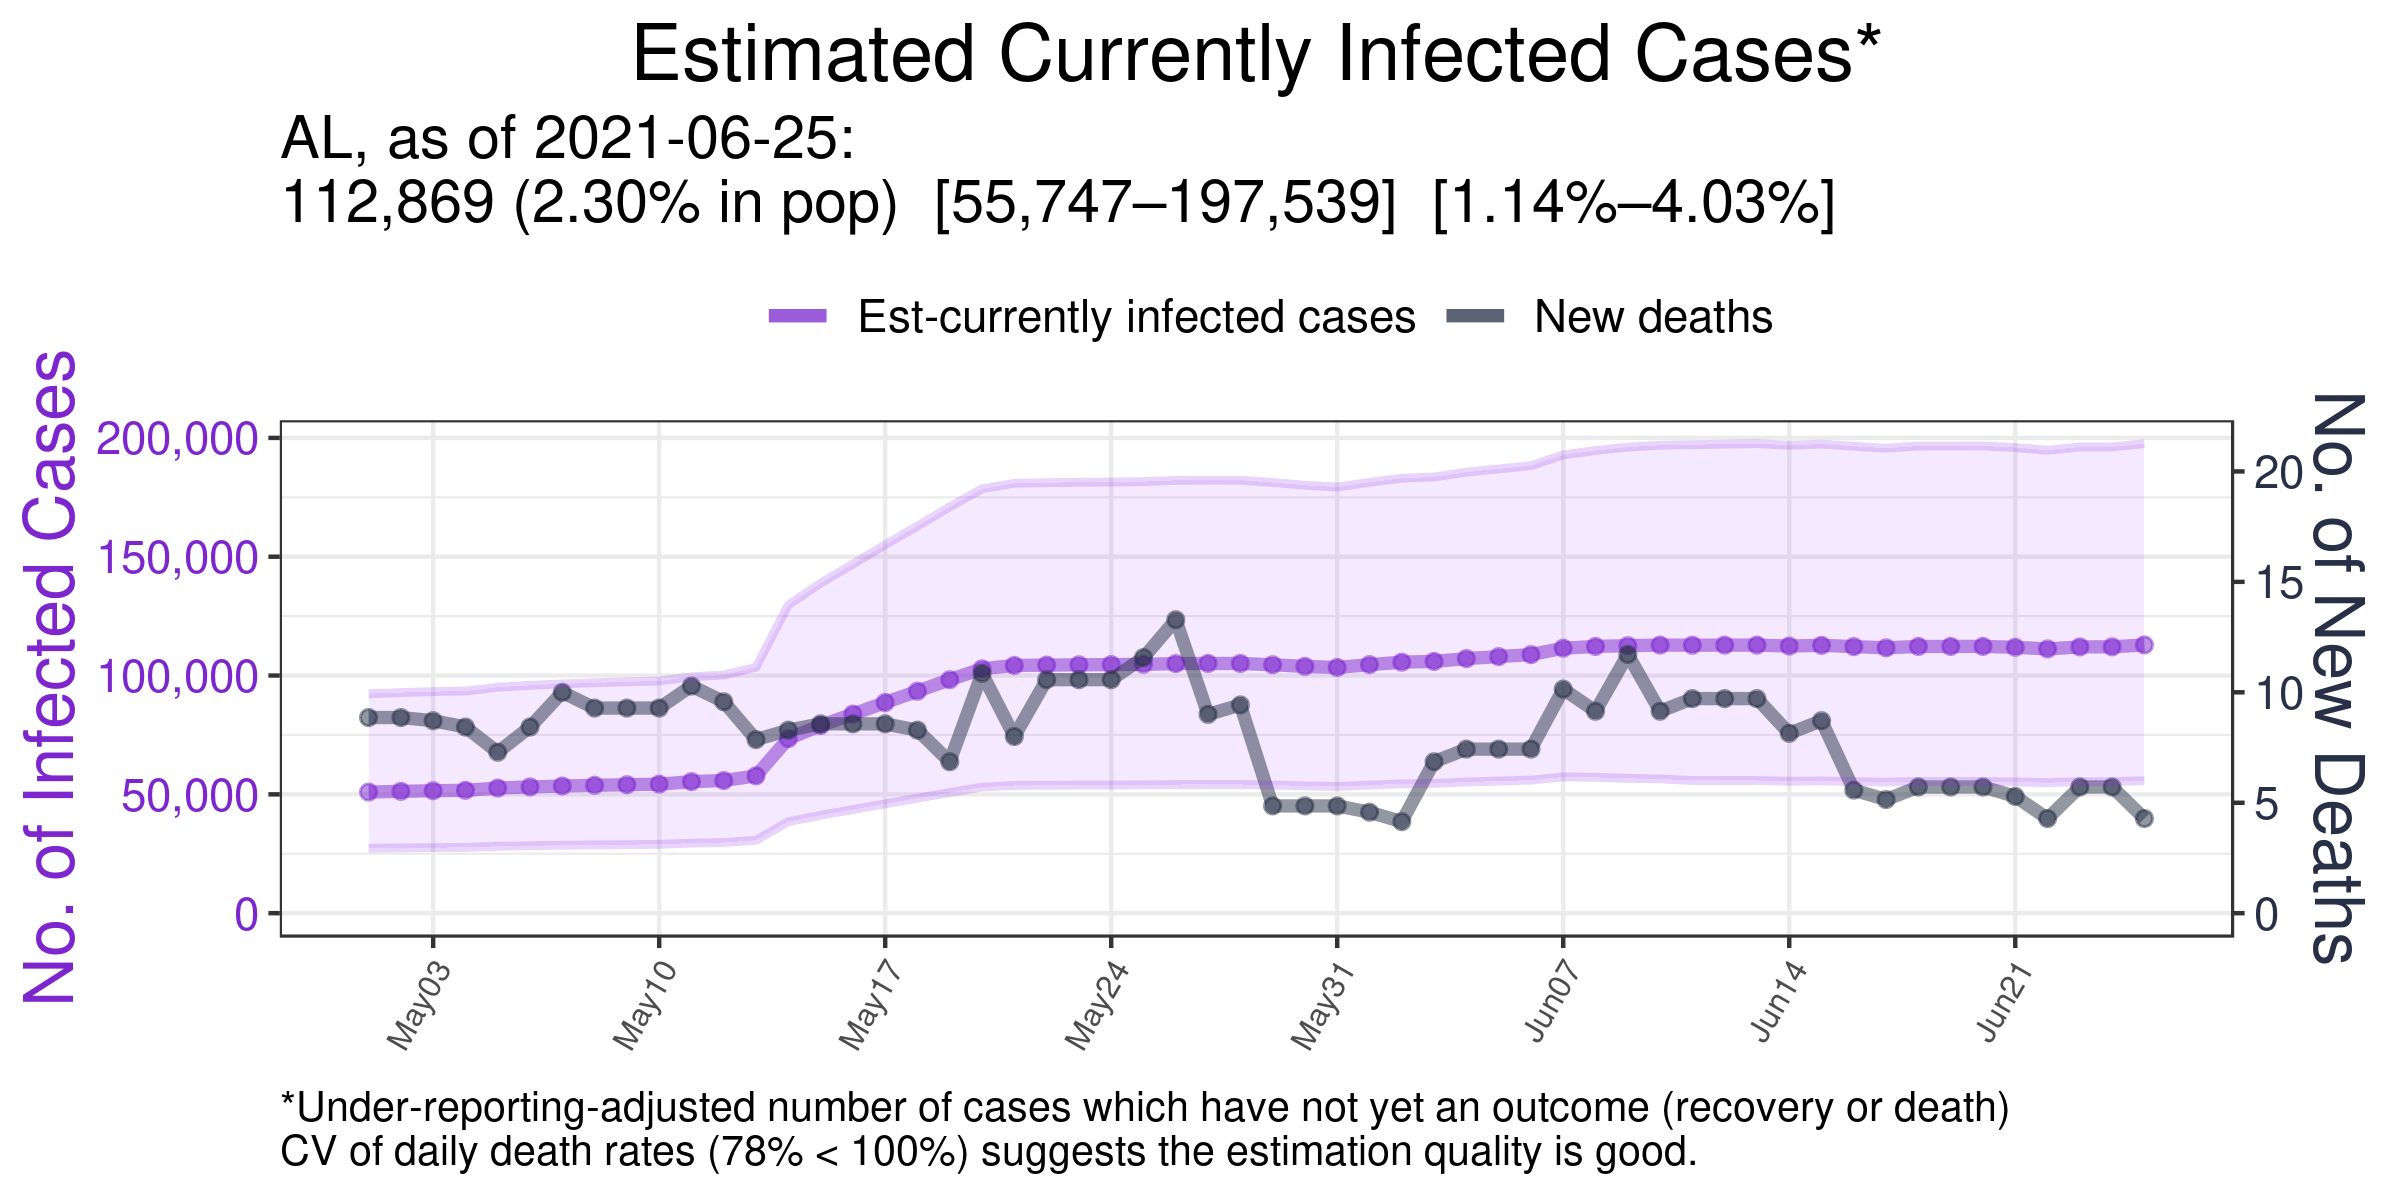 Estimated Currently Infected Cases*
AL, as of 2021-06-25:
112,869 (2.30% in pop)  [55,747–197,539]  [1.14%–4.03%]
Est-currently infected cases
New deaths
No. of Infected Cases
200,000
150,000
100,000
50,000
0
No. of New Deaths
20
15
10
5
0
May03
May10
May17
May24
May31
Jun07
Jun14
Jun21
*Under-reporting-adjusted number of cases which have not yet an outcome (recovery or death)
CV of daily death rates (78% < 100%) suggests the estimation quality is good.